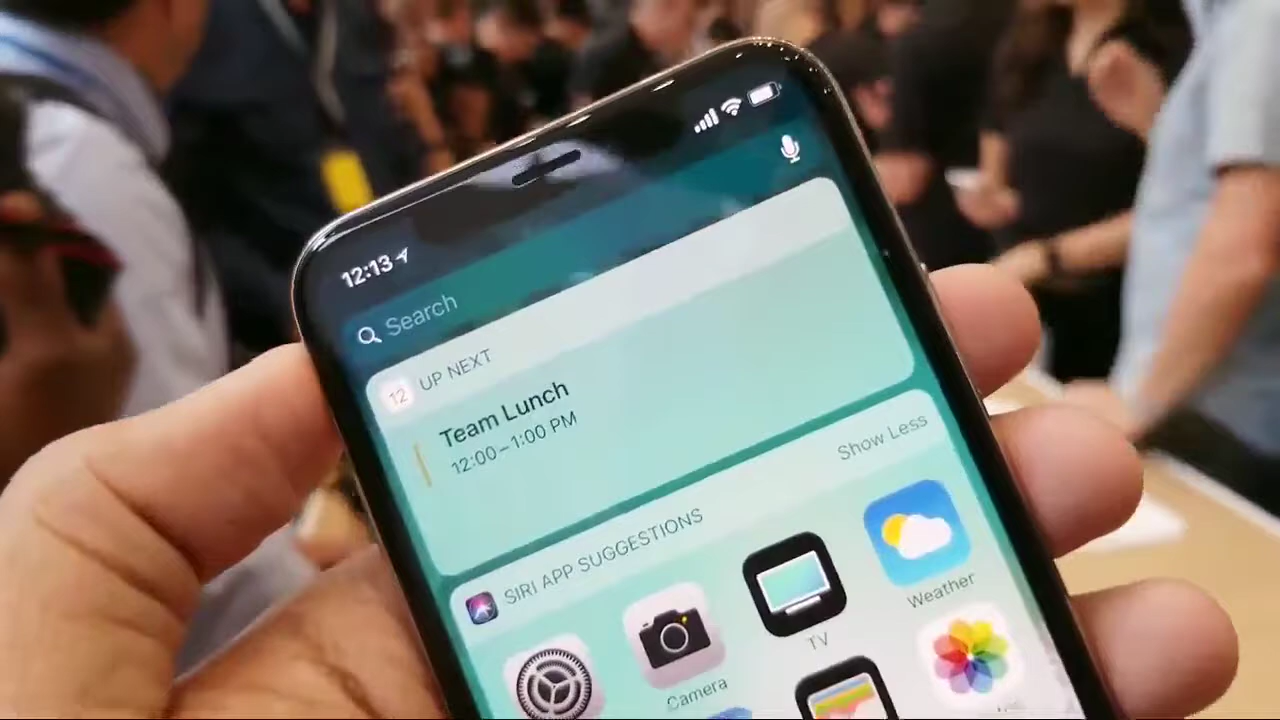 12:13
Search
12 UP NEXT
Team Lunch
12:00–1:00 PM
SIRI APP SUGGESTIONS Show Less
Camera TV Weather